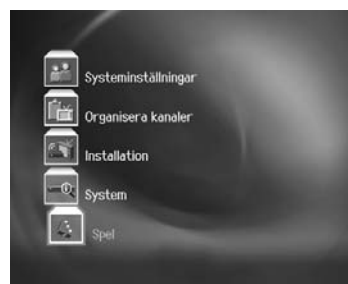 Systeminställningar
Organisera kanaler
Installation
System
Spel